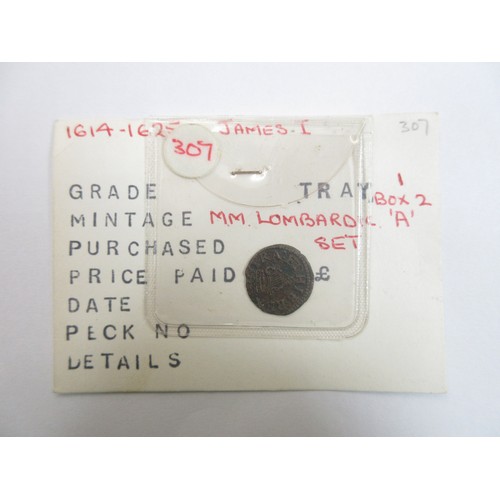 1614-1625 JAMES-I 307
307
GRADE TRAY 1
MINTAGE MM. LOMBARDIC 'A' BOX 2
PURCHASED SET
PRICE PAID £
DATE
PECK NO
DETAILS